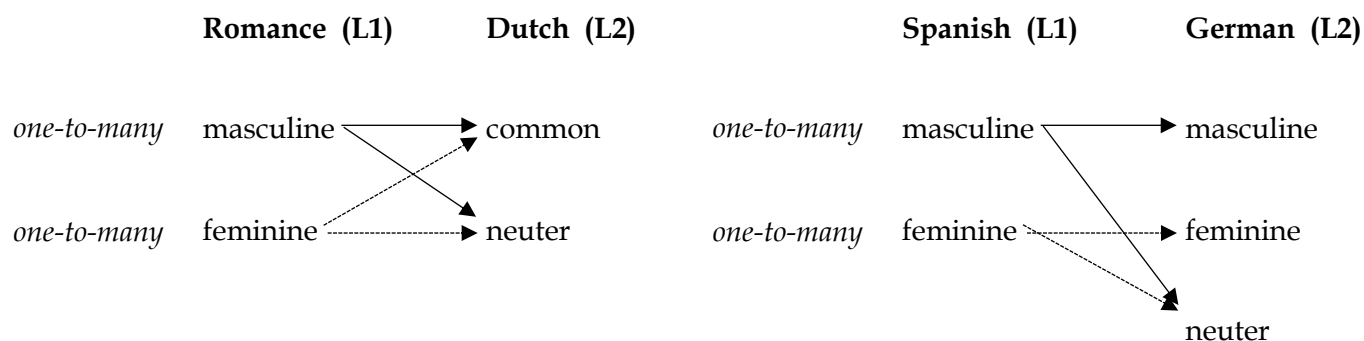 Romance (L1) Dutch (L2) Spanish (L1) German (L2)
one-to-many masculine common one-to-many masculine masculine
one-to-many feminine neuter one-to-many feminine feminine
neuter